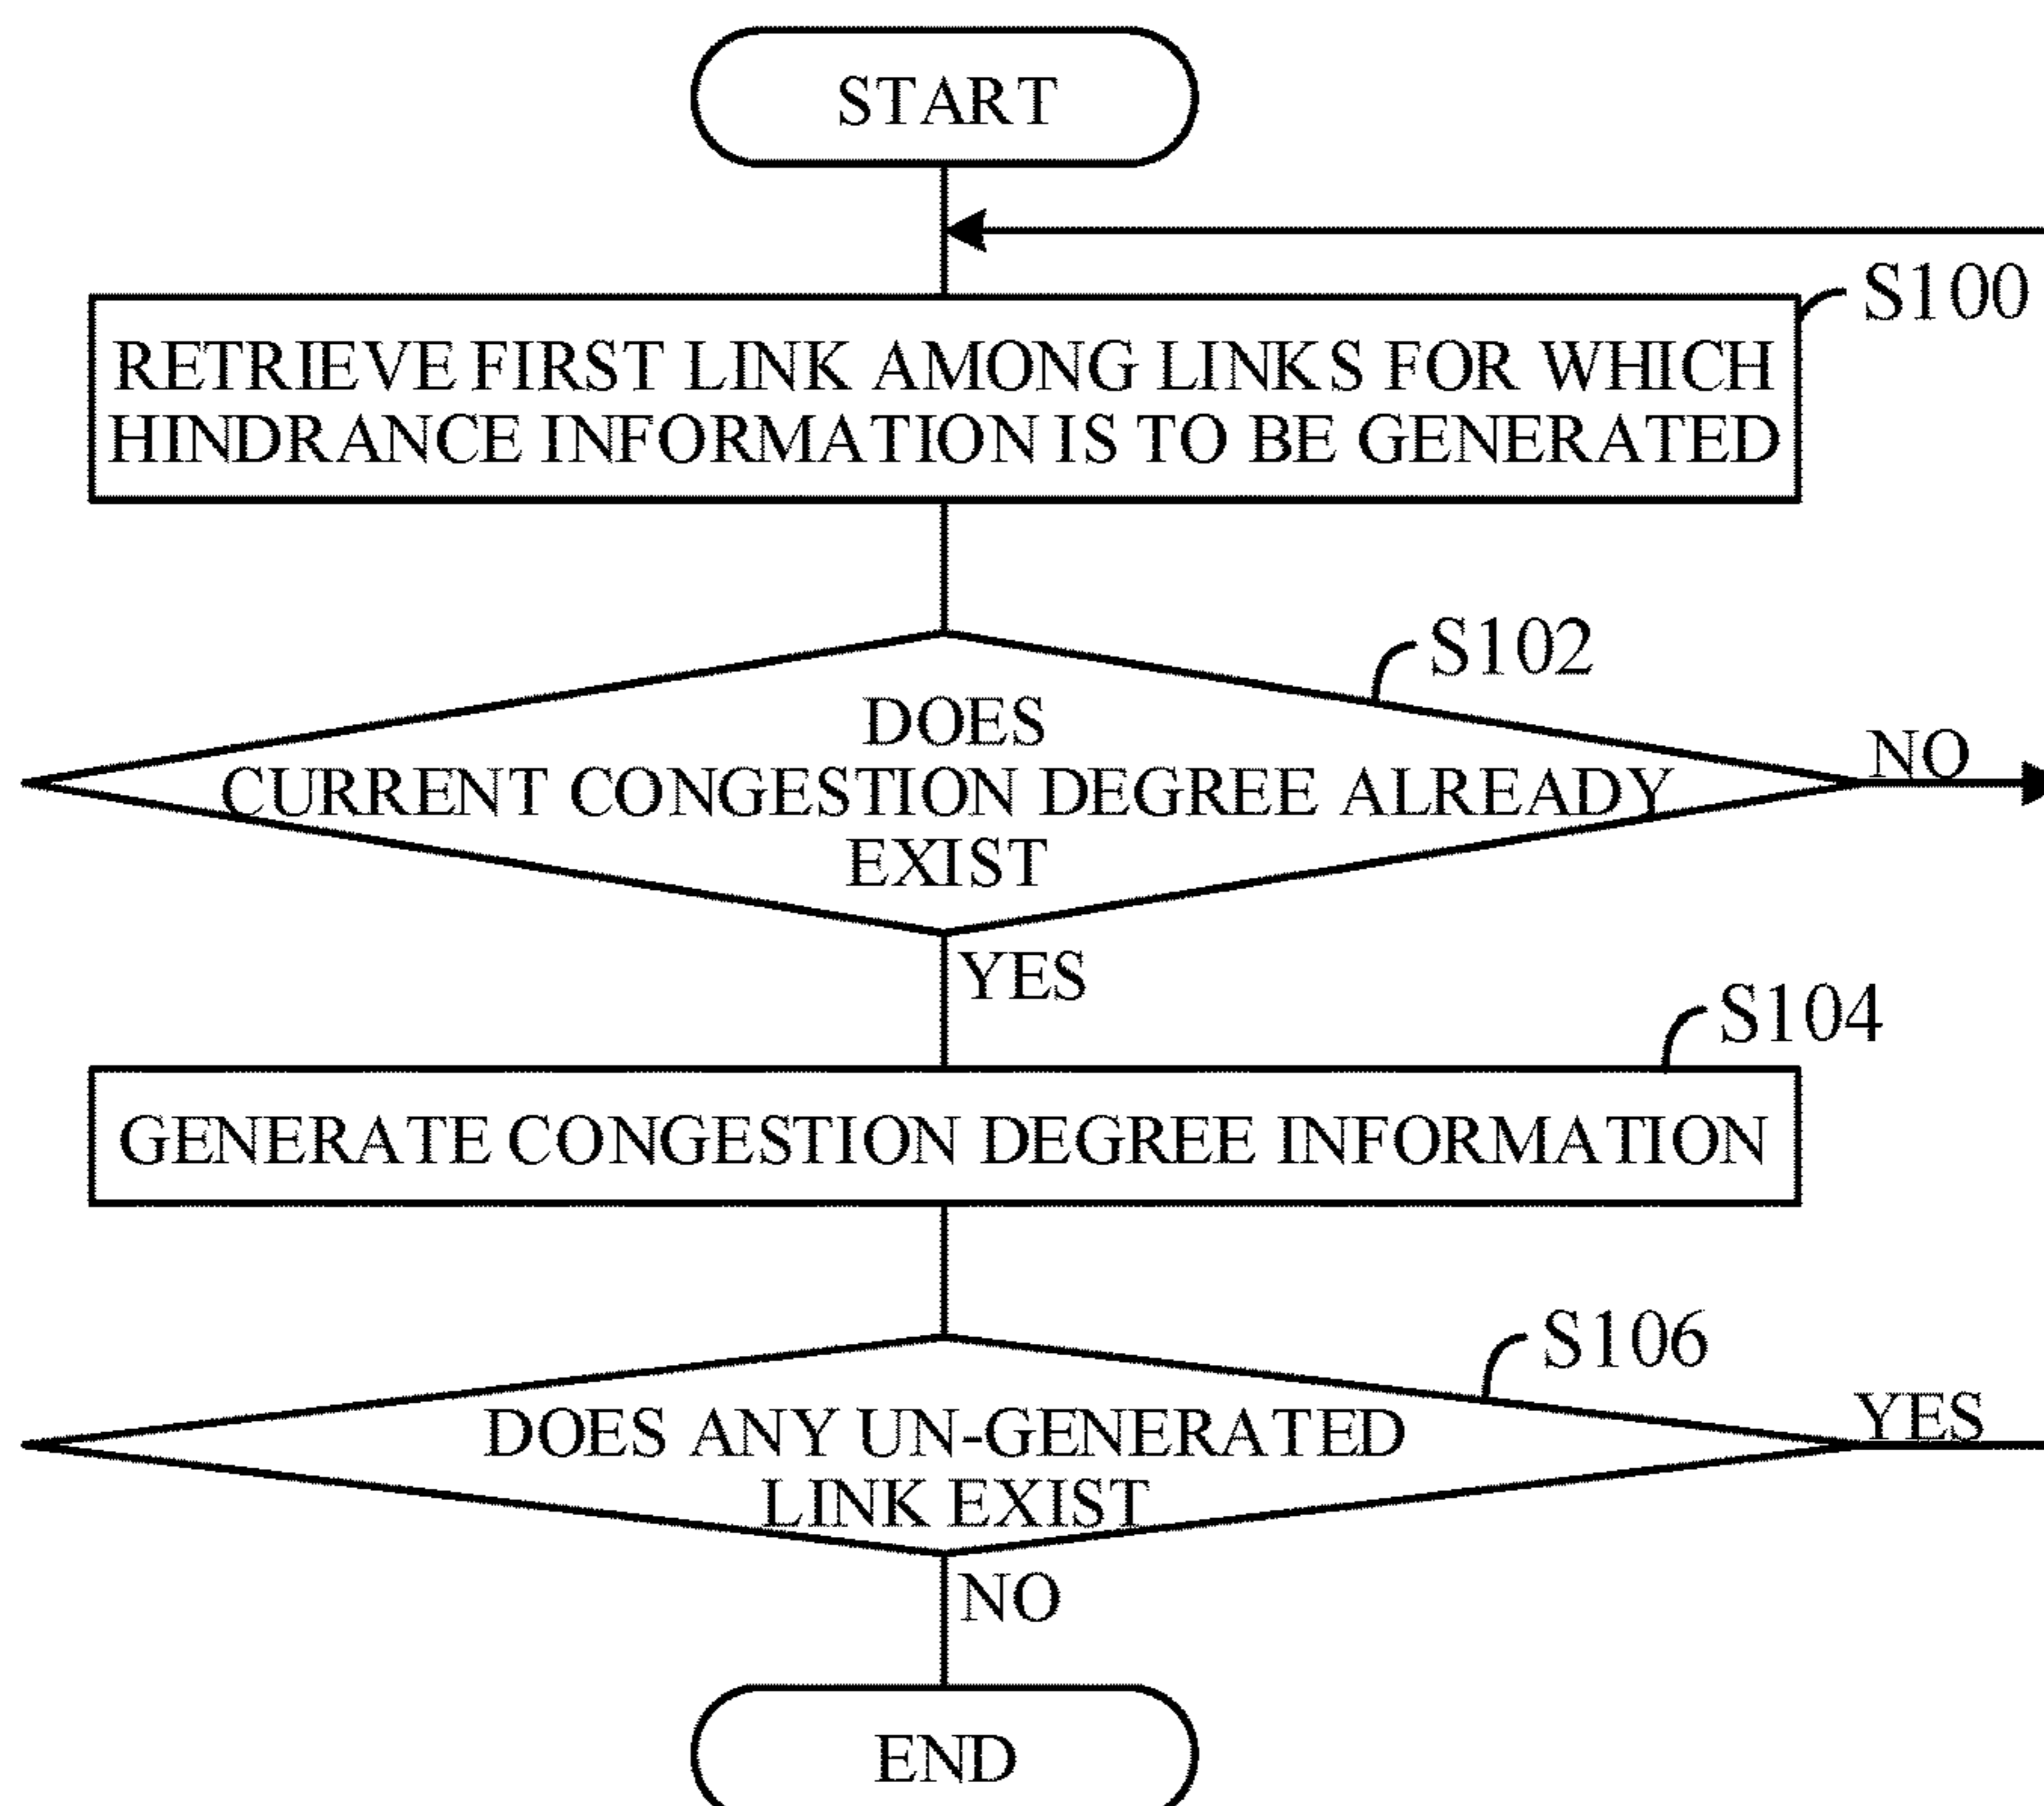 START
S100
RETRIEVE FIRST LINK AMONG LINKS FOR WHICH
HINDRANCE INFORMATION IS TO BE GENERATED
S102
DOES
CURRENT CONGESTION DEGREE ALREADY
EXIST
NO
YES
S104
GENERATE CONGESTION DEGREE INFORMATION
S106
DOES ANY UN-GENERATED
LINK EXIST
YES
NO
END